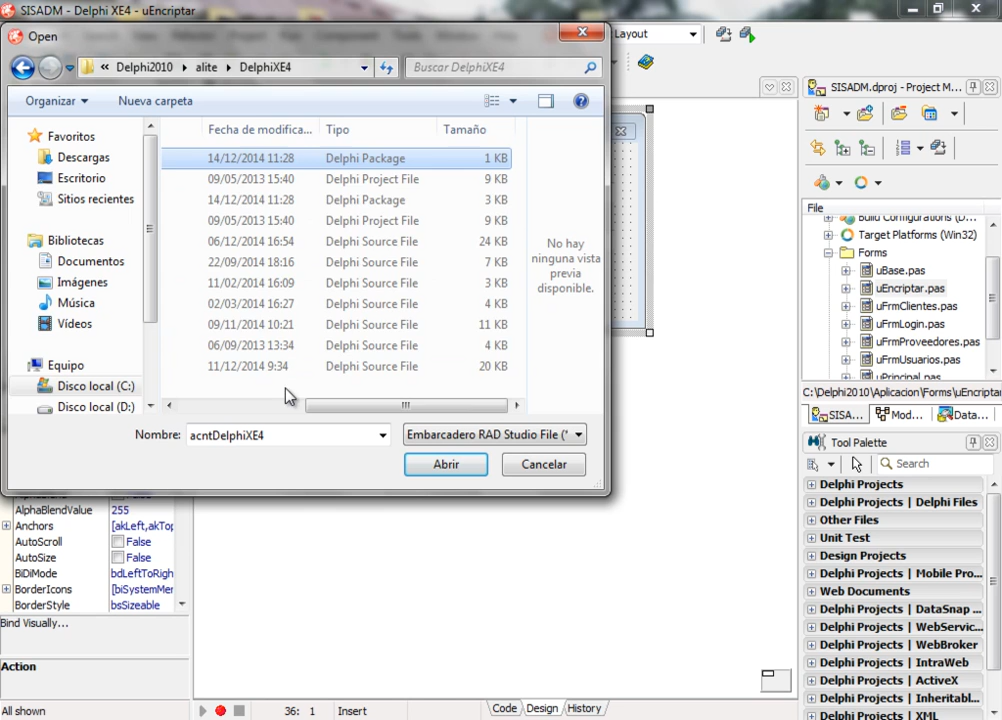 SISADM - Delphi XE4 - uEncriptar
Open
Layout
« Delphi2010 ▸ alite ▸ DelphiXE4
Buscar DelphiXE4
SISADM.dproj - Project M...
Organizar
Nueva carpeta
Favoritos
Descargas
Escritorio
Sitios recientes
Bibliotecas
Documentos
Imágenes
Música
Vídeos
Equipo
Disco local (C:)
Disco local (D:)
Fecha de modifica... Tipo Tamaño
14/12/2014 11:28 Delphi Package 1 KB
09/05/2013 15:40 Delphi Project File 9 KB
14/12/2014 11:28 Delphi Package 3 KB
09/05/2013 15:40 Delphi Project File 9 KB
06/12/2014 16:54 Delphi Source File 24 KB
22/09/2014 18:16 Delphi Source File 7 KB
11/02/2014 16:09 Delphi Source File 3 KB
02/03/2014 16:27 Delphi Source File 4 KB
09/11/2014 10:21 Delphi Source File 11 KB
06/09/2013 13:34 Delphi Source File 4 KB
11/12/2014 9:34 Delphi Source File 20 KB
No hay
ninguna vista
previa
disponible.
Nombre: acntDelphiXE4
Embarcadero RAD Studio File ("
Abrir
Cancelar
File
Build Configurations (D...
Target Platforms (Win32)
Forms
uBase.pas
uEncriptar.pas
uFrmClientes.pas
uFrmLogin.pas
uFrmProveedores.pas
uFrmUsuarios.pas
uPrincipal.pas
C:\Delphi2010\Aplicacion\Forms\uEncriptar
SISA...
Mod...
Data...
Tool Palette
Search
Delphi Projects
Delphi Projects | Delphi Files
Other Files
Unit Test
Design Projects
Delphi Projects | Mobile Pro...
Web Documents
Delphi Projects | DataSnap ...
Delphi Projects | WebServic...
Delphi Projects | WebBroker
Delphi Projects | IntraWeb
Delphi Projects | ActiveX
Delphi Projects | Inheritabl...
Delphi Projects | XML
AlphaBlendValue 255
Anchors [akLeft,akTop
AutoScroll False
AutoSize False
BiDiMode bdLeftToRigh
BorderIcons [biSystemMer
BorderStyle bsSizeable
Bind Visually...
Action
All shown
36: 1
Insert
Code
Design
History